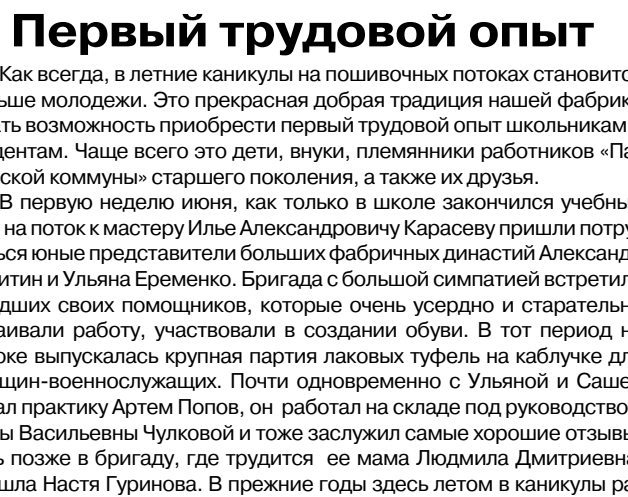 Первый трудовой опыт
Как всегда, в летние каникулы на пошивочных потоках становитс
ьше молодежи. Это прекрасная добрая традиция нашей фабрик
ть возможность приобрести первый трудовой опыт школьникам
дентам. Чаще всего это дети, внуки, племянники работников «Па
ской коммуны» старшего поколения, а также их друзья.
В первую неделю июня, как только в школе закончился учебны
на поток к мастеру Илье Александровичу Карасеву пришли потру
ься юные представители больших фабричных династий Александ
итин и Ульяна Еременко. Бригада с большой симпатией встретил
дших своих помощников, которые очень усердно и старательн
аивали работу, участвовали в создании обуви. В тот период н
оке выпускалась крупная партия лаковых туфель на каблучке дл
щин-военнослужащих. Почти одновременно с Ульяной и Саше
ал практику Артем Попов, он работал на складе под руководство
ы Васильевны Чулковой и тоже заслужил самые хорошие отзывы
ь позже в бригаду, где трудится ее мама Людмила Дмитриевна
шла Настя Гуринова. В прежние годы здесь летом в каникулы ра